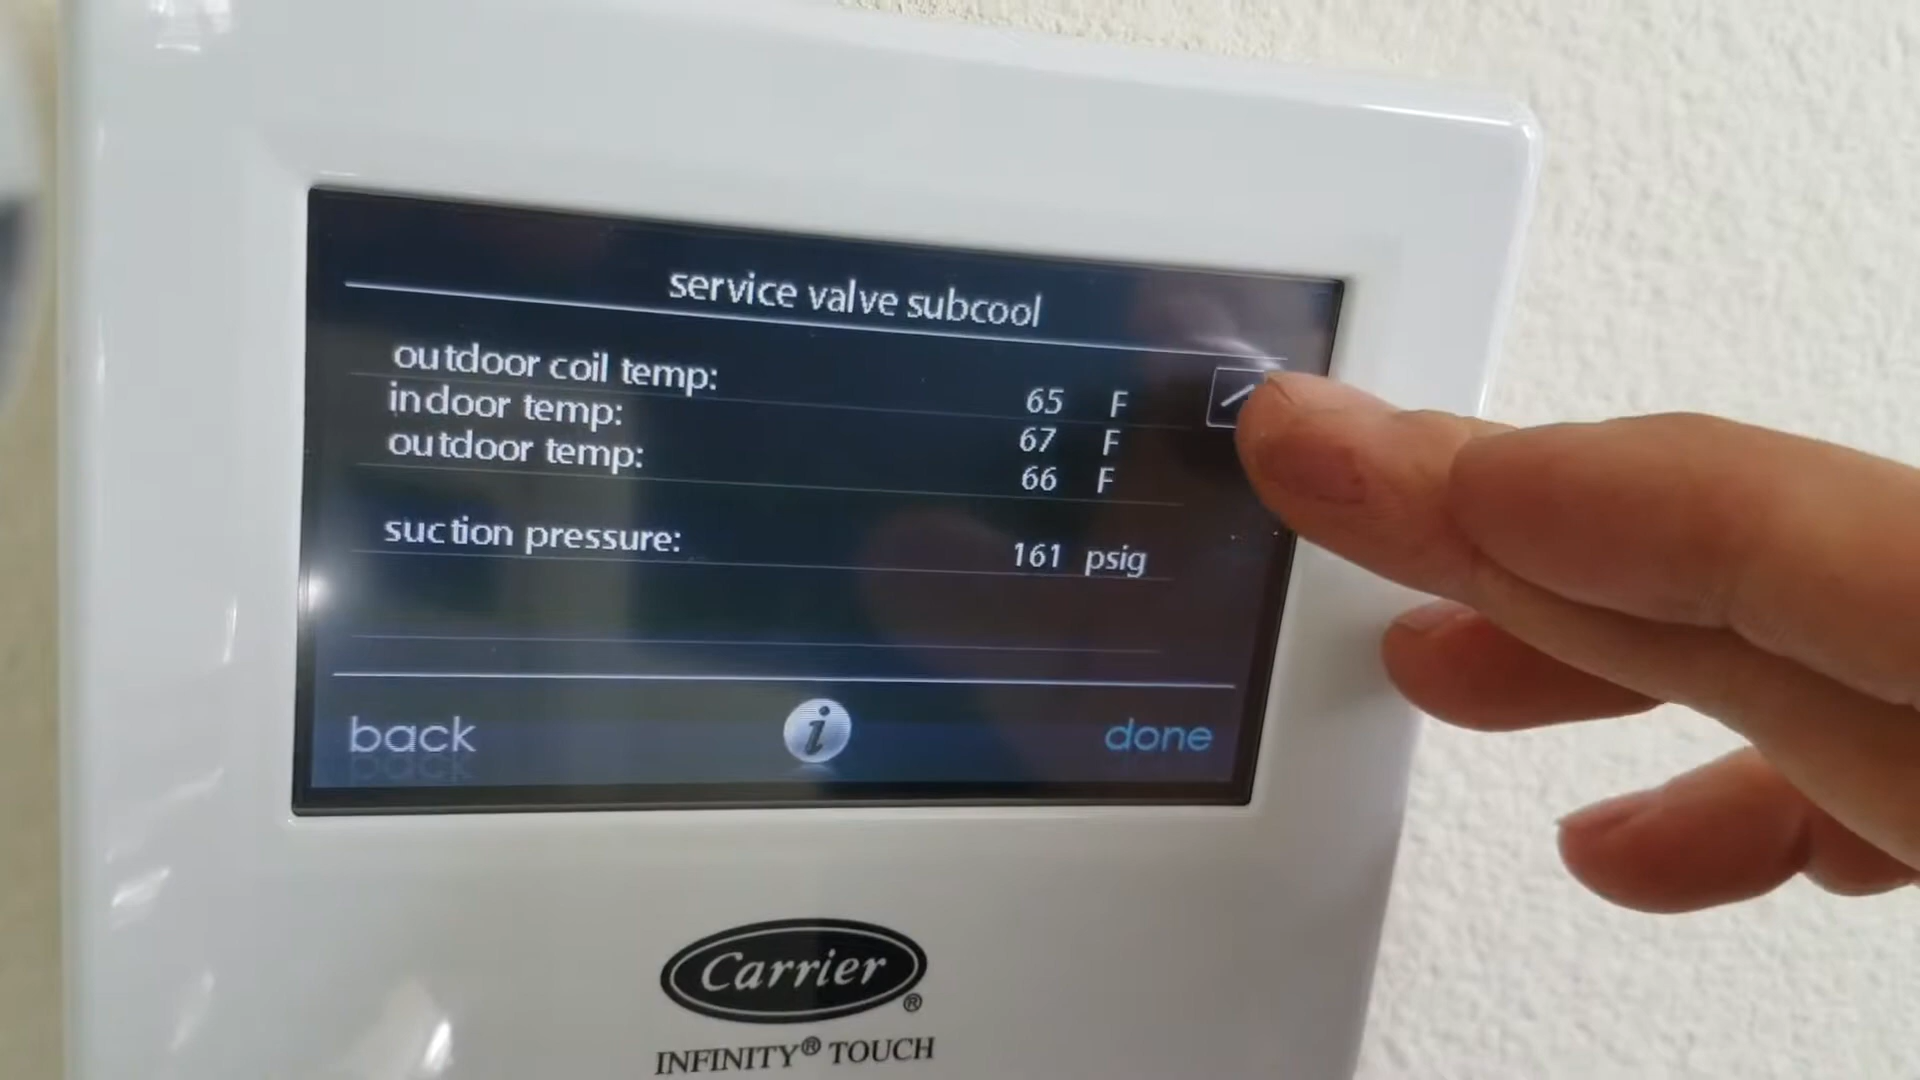 service valve subcool
outdoor coil temp: 65 F
indoor temp: 67 F
outdoor temp: 66 F
suction pressure: 161 psig
back i done
Carrier ®
INFINITY® TOUCH